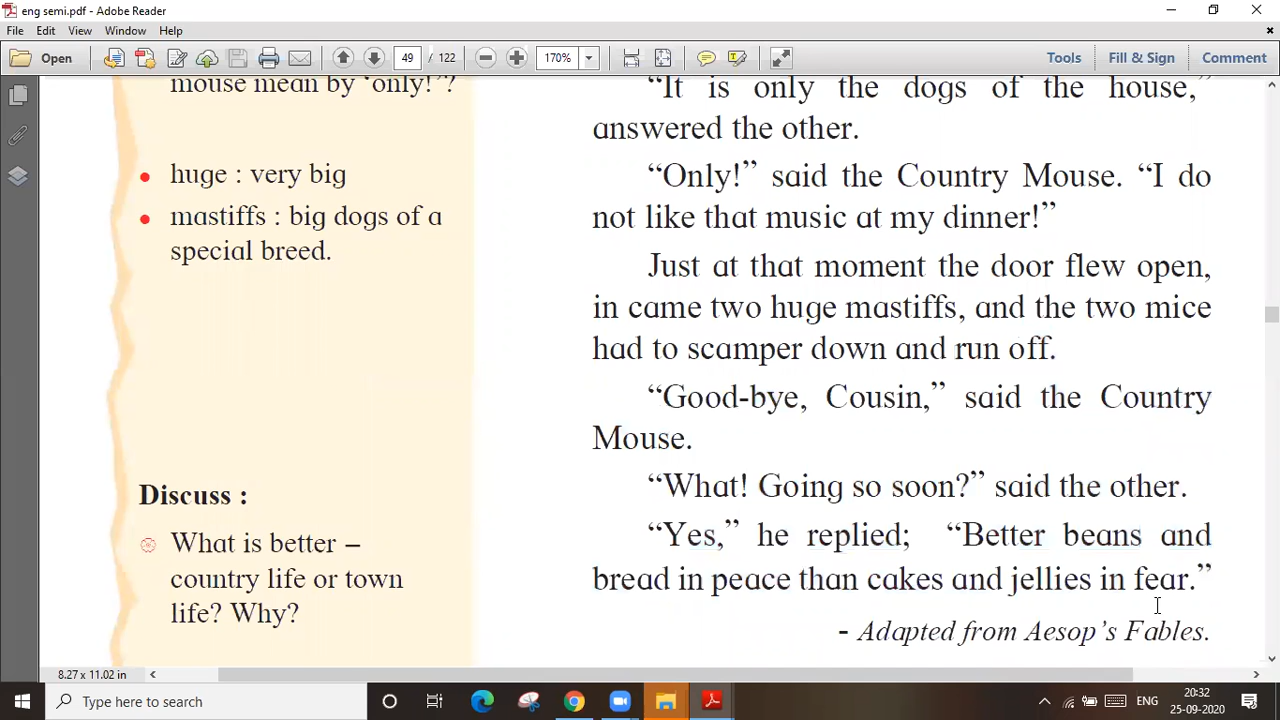 eng semi.pdf - Adobe Reader
File Edit View Window Help
Open 49 / 122 170% Tools Fill & Sign Comment
mouse mean by ‘only!’?
• huge : very big
• mastiffs : big dogs of a
special breed.
Discuss :
What is better –
country life or town
life? Why?
“It is only the dogs of the house,”
answered the other.
“Only!” said the Country Mouse. “I do
not like that music at my dinner!”
Just at that moment the door flew open,
in came two huge mastiffs, and the two mice
had to scamper down and run off.
“Good-bye, Cousin,” said the Country
Mouse.
“What! Going so soon?” said the other.
“Yes,” he replied; “Better beans and
bread in peace than cakes and jellies in fear.”
- Adapted from Aesop’s Fables.
8.27 x 11.02 in
Type here to search
ENG
20:32
25-09-2020